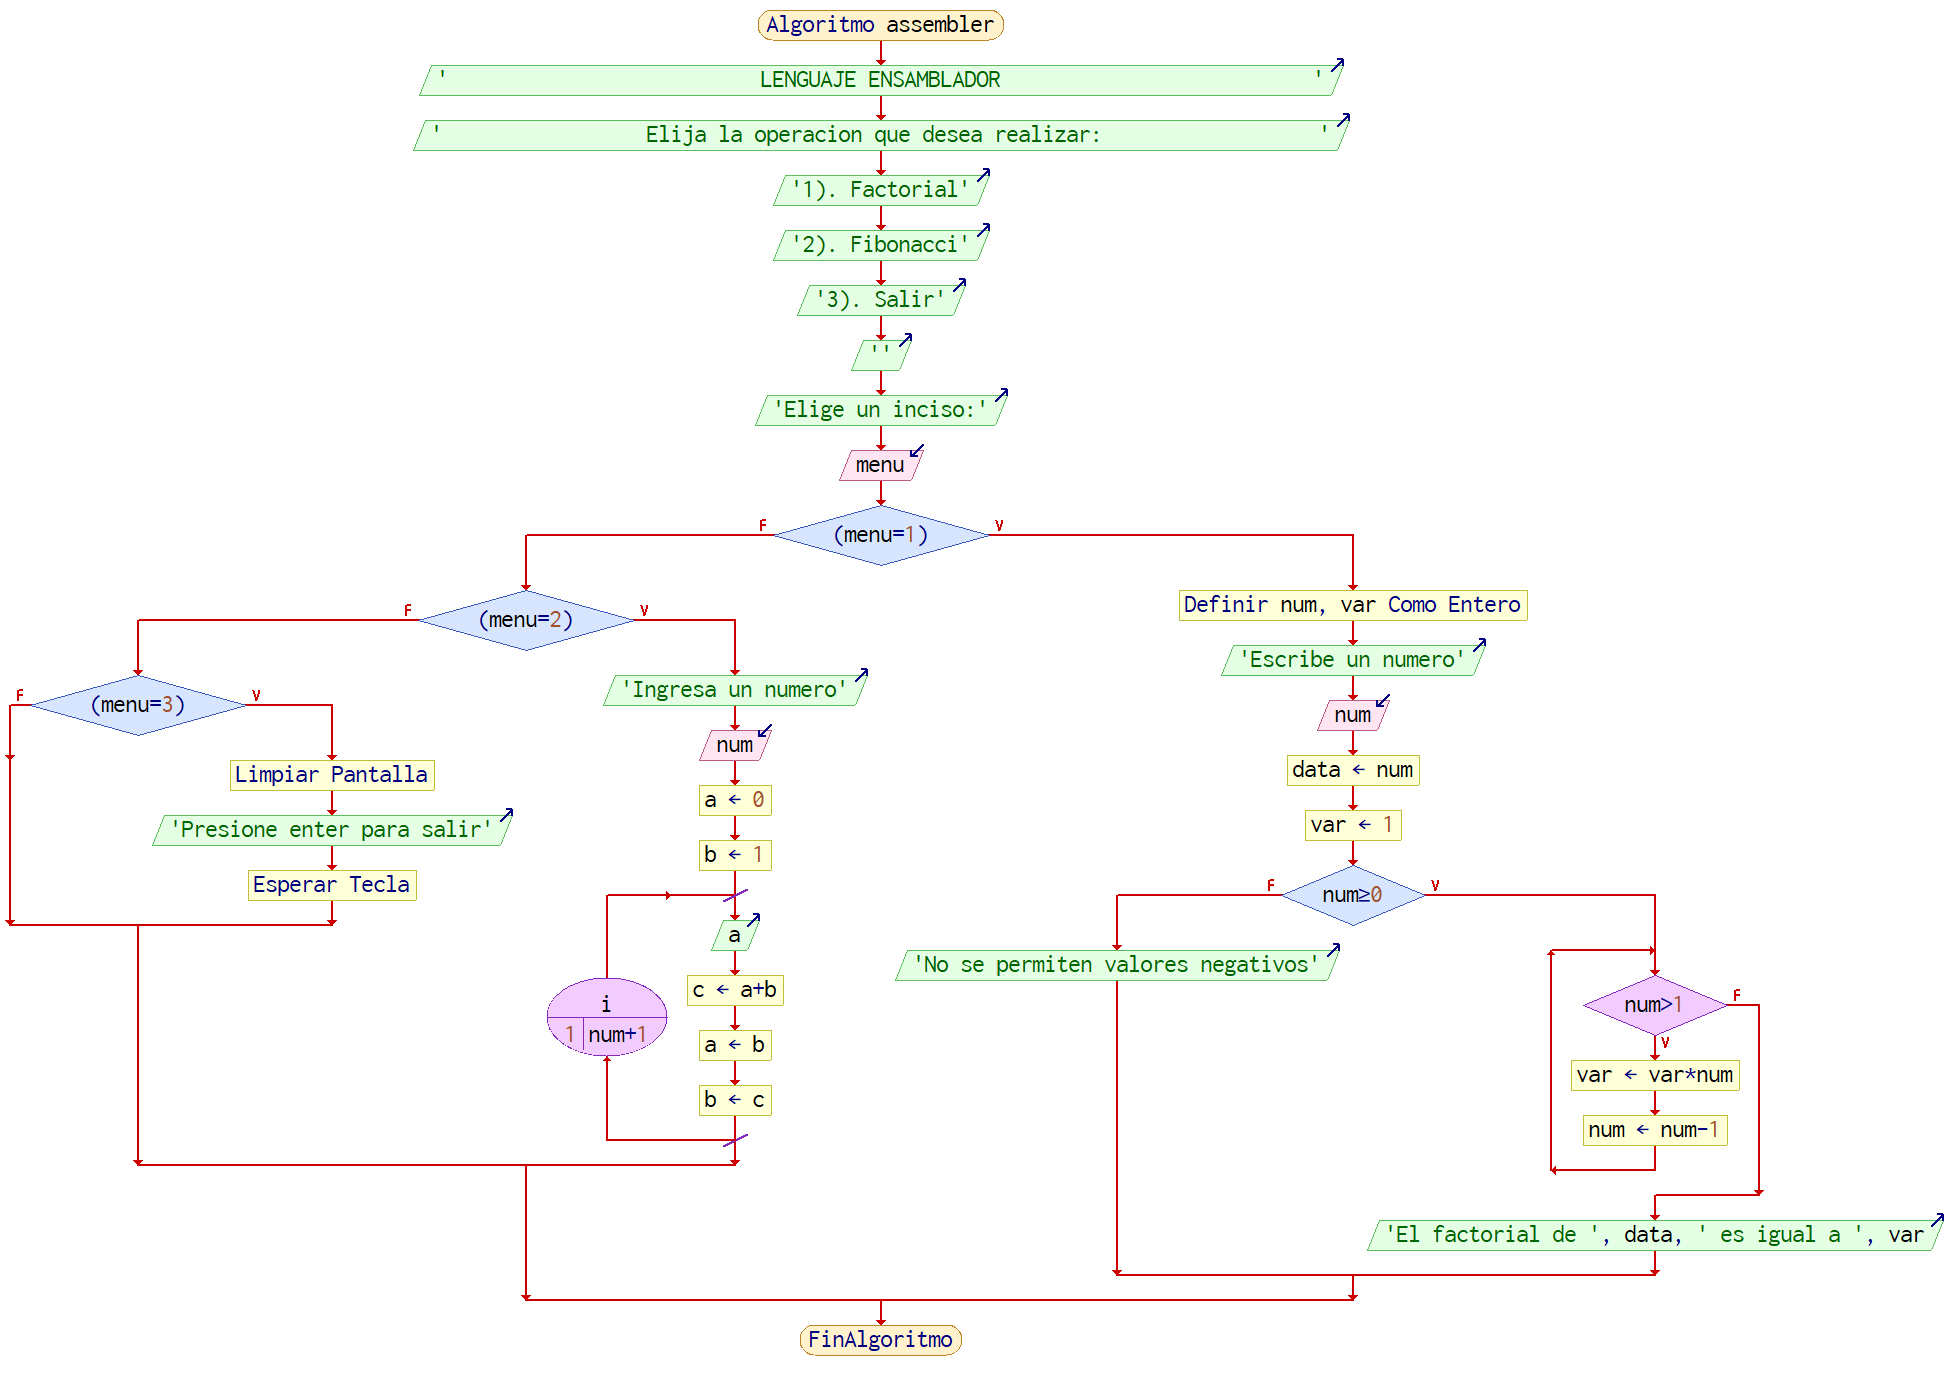 Algoritmo assembler
' LENGUAJE ENSAMBLADOR '
' Elija la operacion que desea realizar: '
'1). Factorial'
'2). Fibonacci'
'3). Salir'
''
'Elige un inciso:'
menu
F (menu=1) V
F (menu=2) V
F (menu=3) V
Limpiar Pantalla
'Presione enter para salir'
Esperar Tecla
'Ingresa un numero'
num
a ← 0
b ← 1
i
1 num+1
a
c ← a+b
a ← b
b ← c
Definir num, var Como Entero
'Escribe un numero'
num
data ← num
var ← 1
F num≥0 V
'No se permiten valores negativos'
num>1 F
V
var ← var*num
num ← num-1
'El factorial de ', data, ' es igual a ', var
FinAlgoritmo